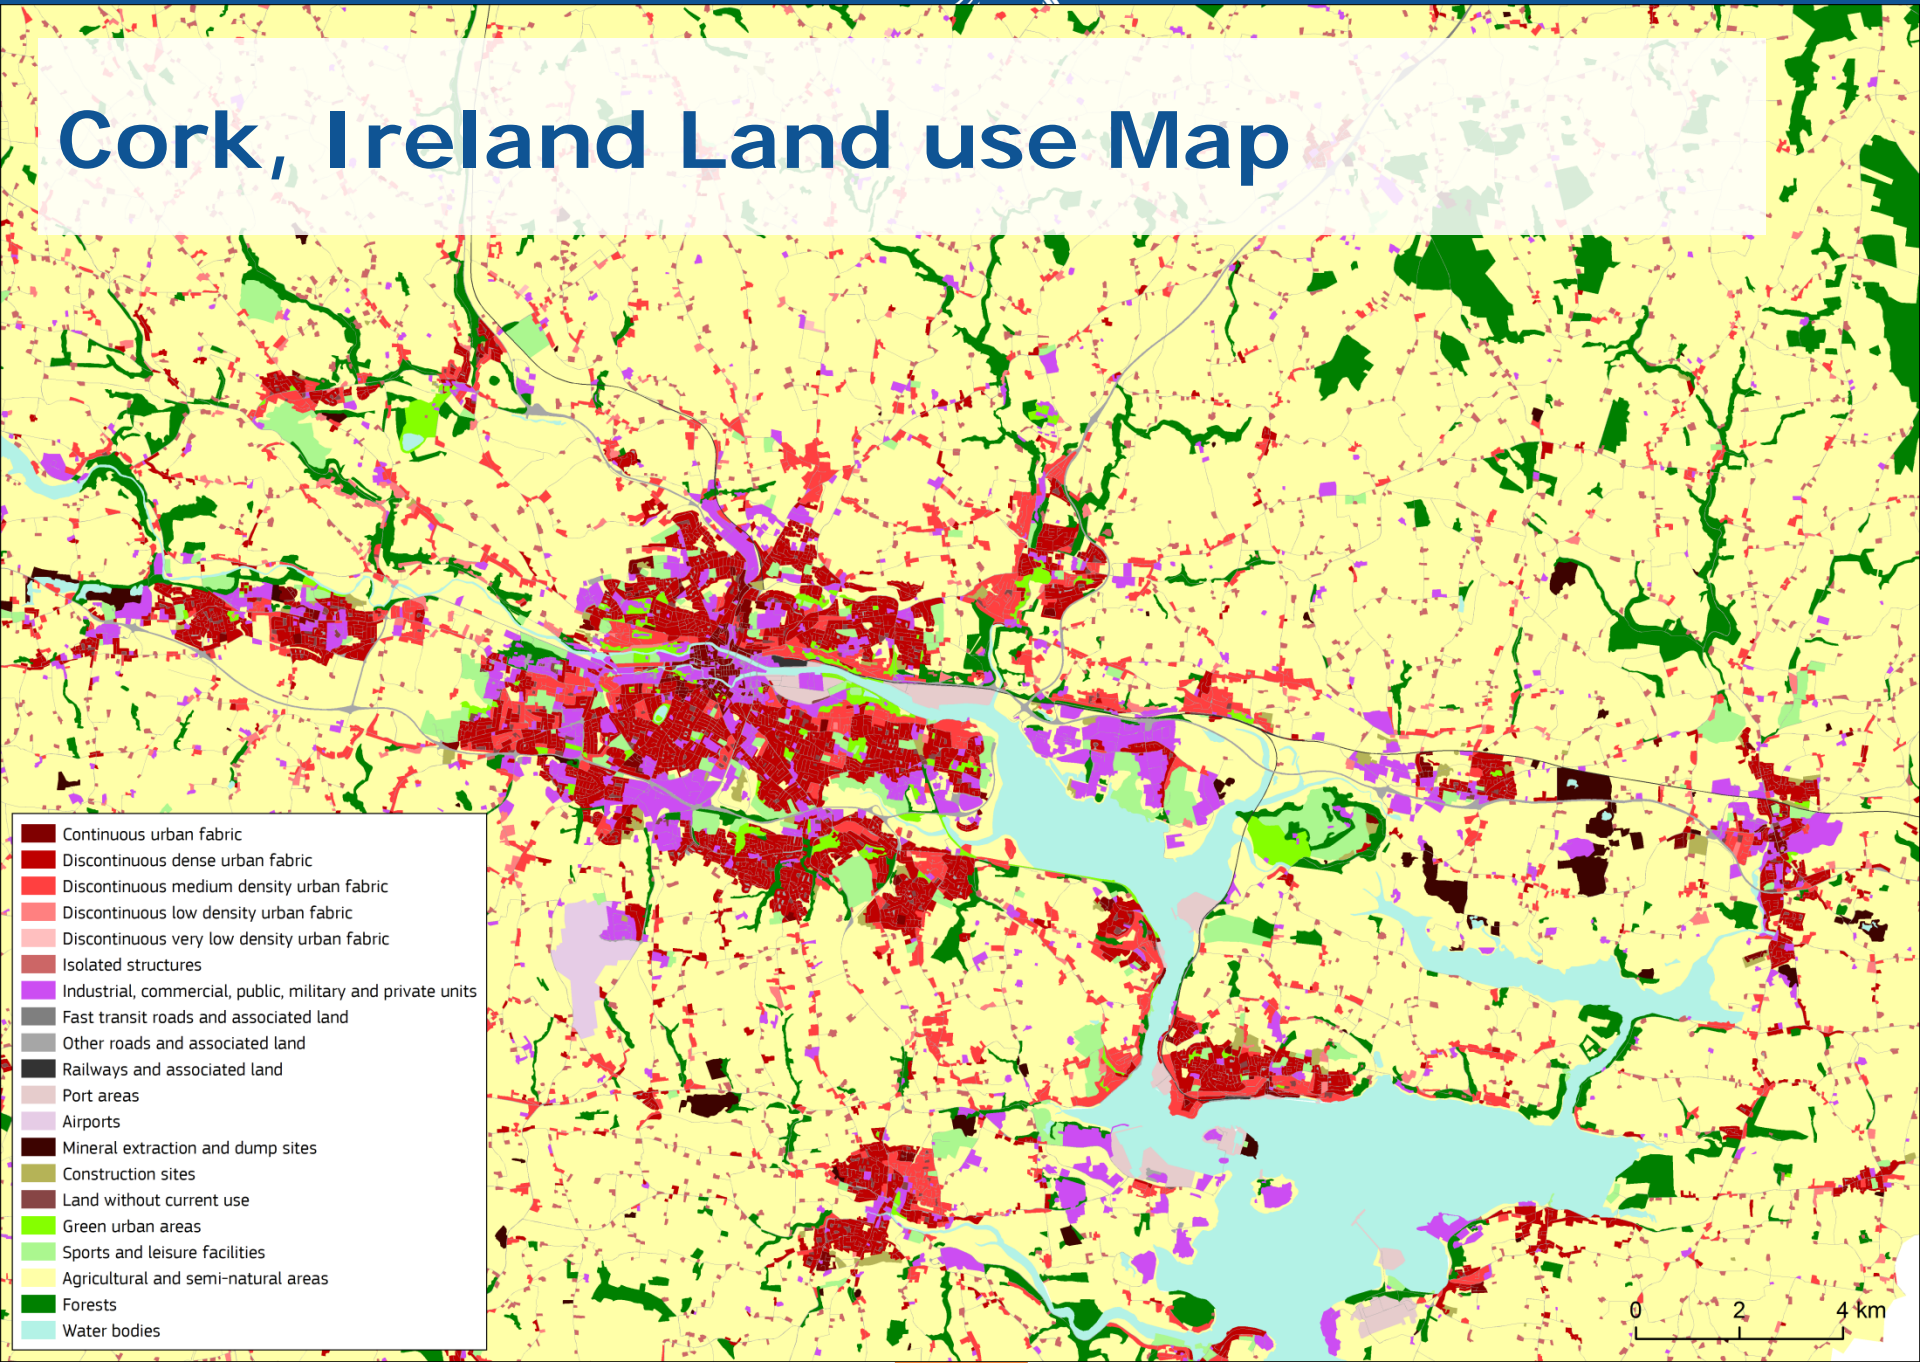 Cork, Ireland Land use Map
Continuous urban fabric
Discontinuous dense urban fabric
Discontinuous medium density urban fabric
Discontinuous low density urban fabric
Discontinuous very low density urban fabric
Isolated structures
Industrial, commercial, public, military and private units
Fast transit roads and associated land
Other roads and associated land
Railways and associated land
Port areas
Airports
Mineral extraction and dump sites
Construction sites
Land without current use
Green urban areas
Sports and leisure facilities
Agricultural and semi-natural areas
Forests
Water bodies
0 2 4 km